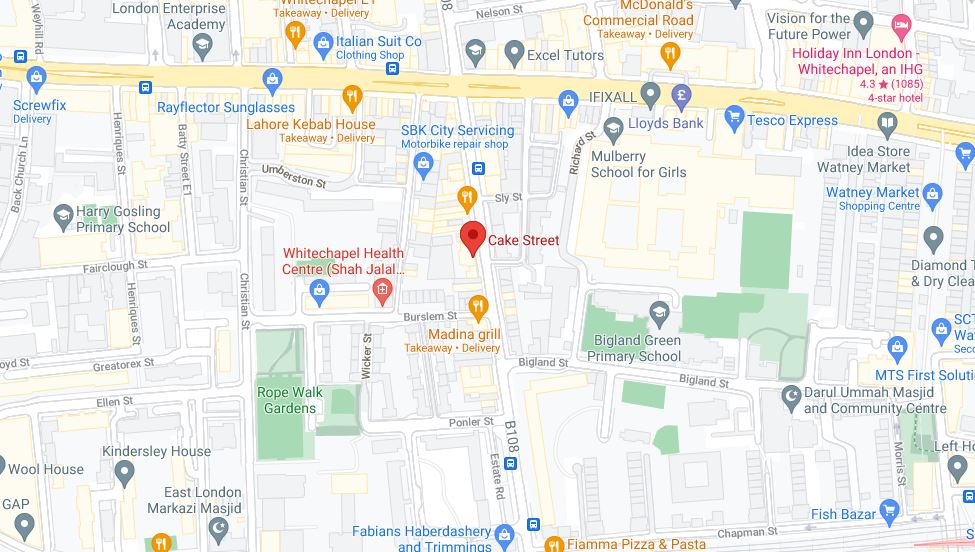 London Enterprise
Academy
Whitechapel E1
Takeaway • Delivery
B108
Nelson St
McDonald's
Commercial Road
Takeaway • Delivery
Vision for the
Future Power
Weyhill Rd
Italian Suit Co
Clothing Shop
Excel Tutors
Holiday Inn London -
Whitechapel, an IHG
4.3 ★ (1085)
4-star hotel
Screwfix
Delivery
Rayflector Sunglasses
IFIXALL
Lloyds Bank
Tesco Express
Lahore Kebab House
Takeaway • Delivery
SBK City Servicing
Motorbike repair shop
Richard St
Mulberry
School for Girls
Idea Store
Watney Market
Back Church Ln
Henriques St
Batty Street E1
Christian St
Umberston St
Sly St
Watney Market
Shopping Centre
Harry Gosling
Primary School
Cake Street
Whitechapel Health
Centre (Shah Jalal...
Fairclough St
Diamond T
& Dry Clea
Henriques St
Christian St
Burslem St
Madina grill
Takeaway • Delivery
Bigland Green
Primary School
SCT
Wa
Seco
oyd St
Greatorex St
Wicker St
Bigland St
Bigland St
MTS First Soluti
Ellen St
Rope Walk
Gardens
Darul Ummah Masjid
and Community Centre
Ponler St
B108
Kindersley House
Wool House
Estate Rd
Morris St
Left Ho
GAP
East London
Markazi Masjid
Fish Bazar
Fabians Haberdashery
and Trimmings
Chapman St
Fiamma Pizza & Pasta